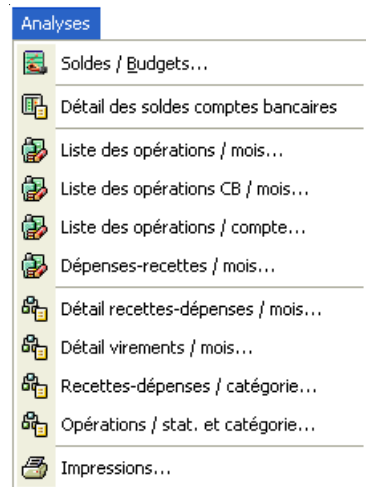 Analyses
Soldes / Budgets...
Détail des soldes comptes bancaires
Liste des opérations / mois...
Liste des opérations CB / mois...
Liste des opérations / compte...
Dépenses-recettes / mois...
Détail recettes-dépenses / mois...
Détail virements / mois...
Recettes-dépenses / catégorie...
Opérations / stat. et catégorie...
Impressions...